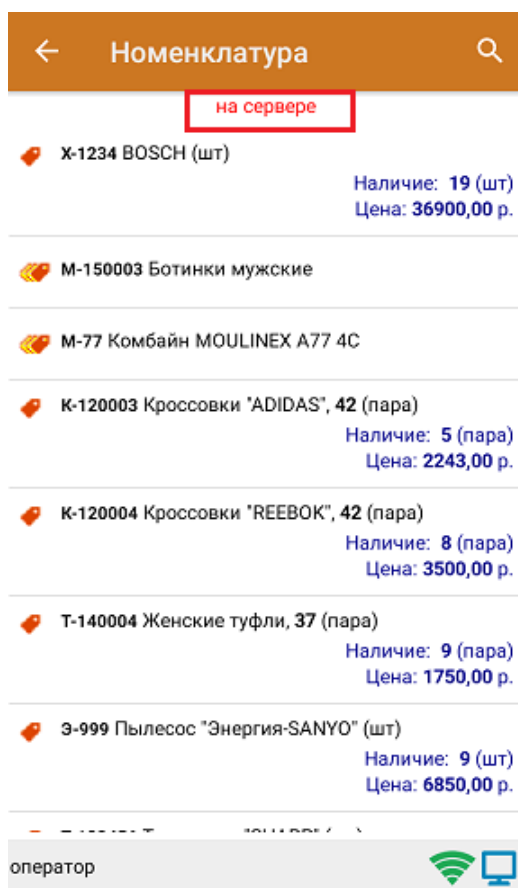 Номенклатура
на сервере
X-1234 BOSCH (шт)
Наличие: 19 (шт)
Цена: 36900,00 р.
М-150003 Ботинки мужские
М-77 Комбайн MOULINEX A77 4C
К-120003 Кроссовки "ADIDAS", 42 (пара)
Наличие: 5 (пара)
Цена: 2243,00 р.
К-120004 Кроссовки "REEBOK", 42 (пара)
Наличие: 8 (пара)
Цена: 3500,00 р.
Т-140004 Женские туфли, 37 (пара)
Наличие: 9 (пара)
Цена: 1750,00 р.
Э-999 Пылесос "Энергия-SANYO" (шт)
Наличие: 9 (шт)
Цена: 6850,00 р.
оператор